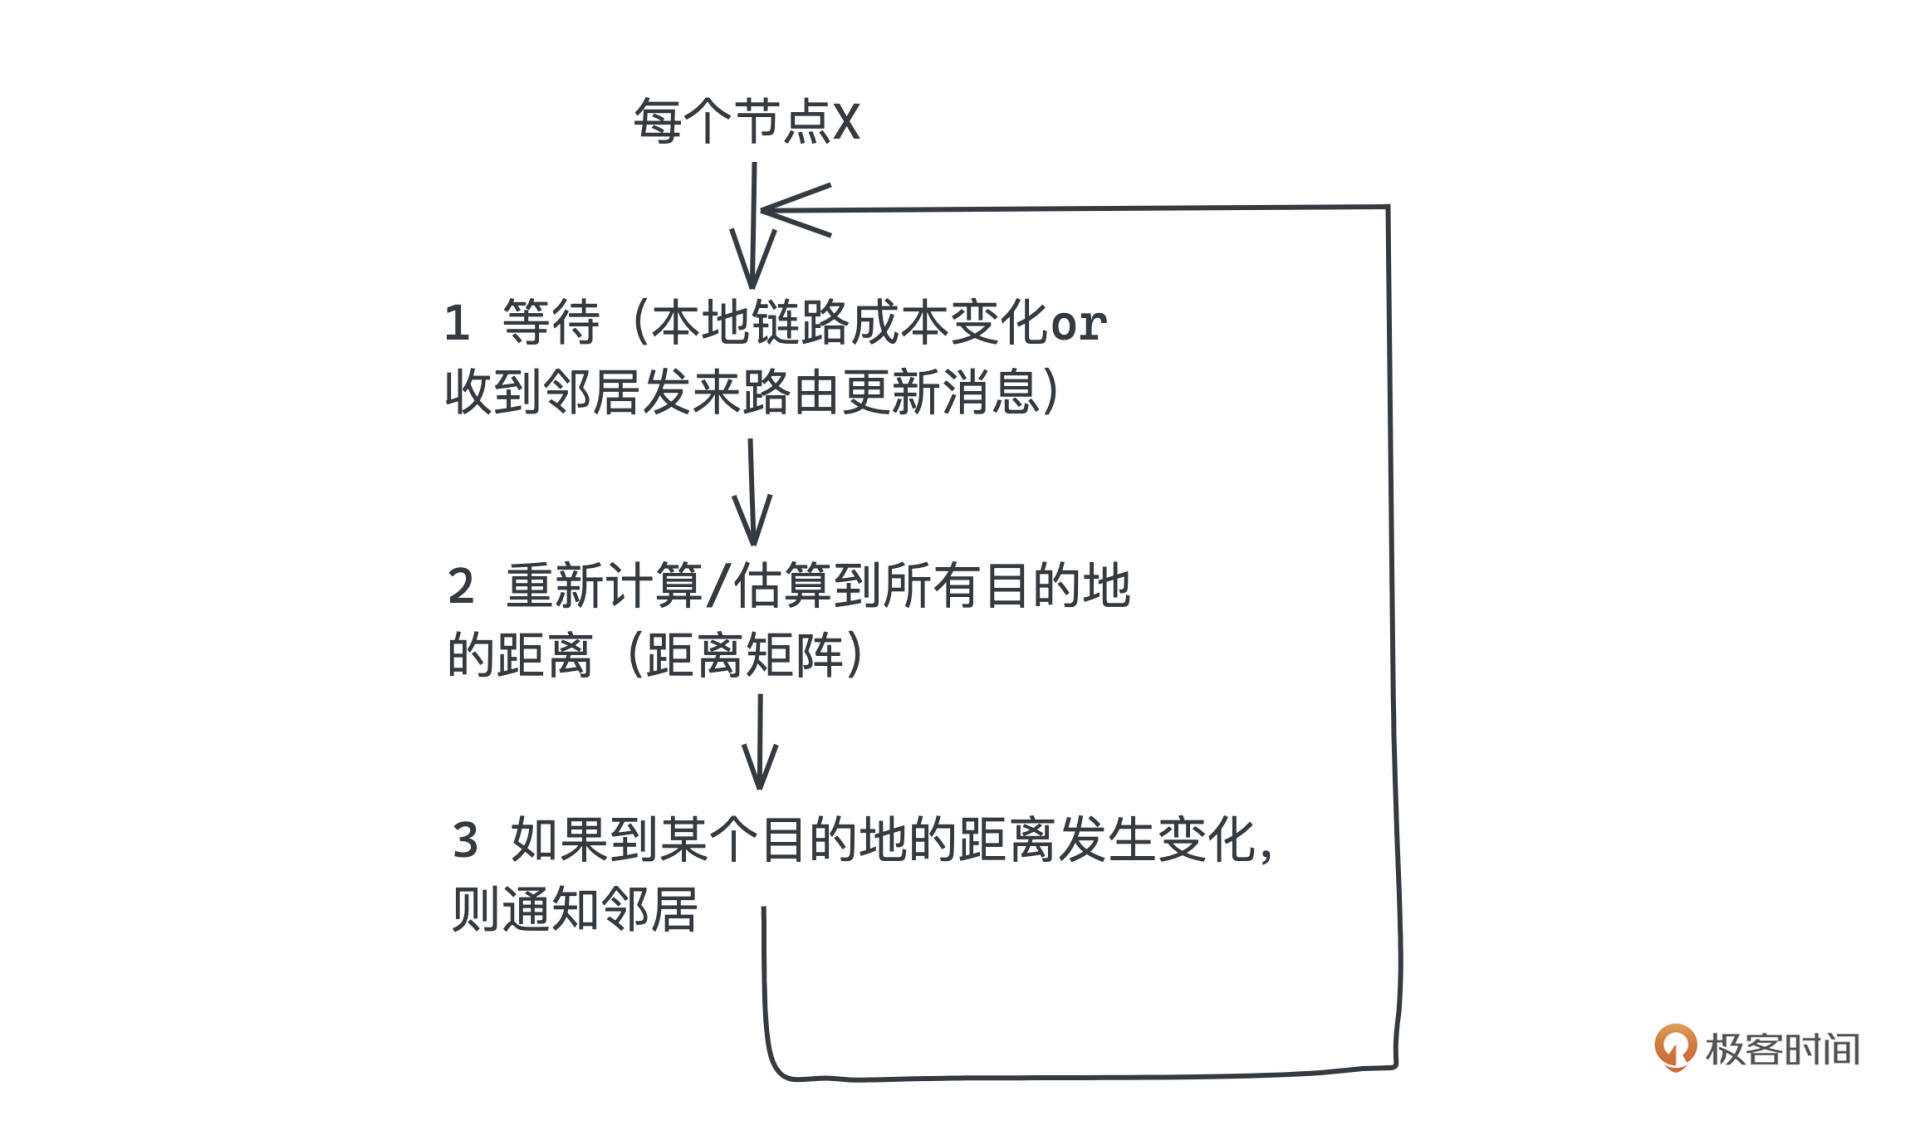 每个节点X
1 等待（本地链路成本变化or
收到邻居发来路由更新消息）
2 重新计算/估算到所有目的地
的距离（距离矩阵）
3 如果到某个目的地的距离发生变化，
则通知邻居
极客时间